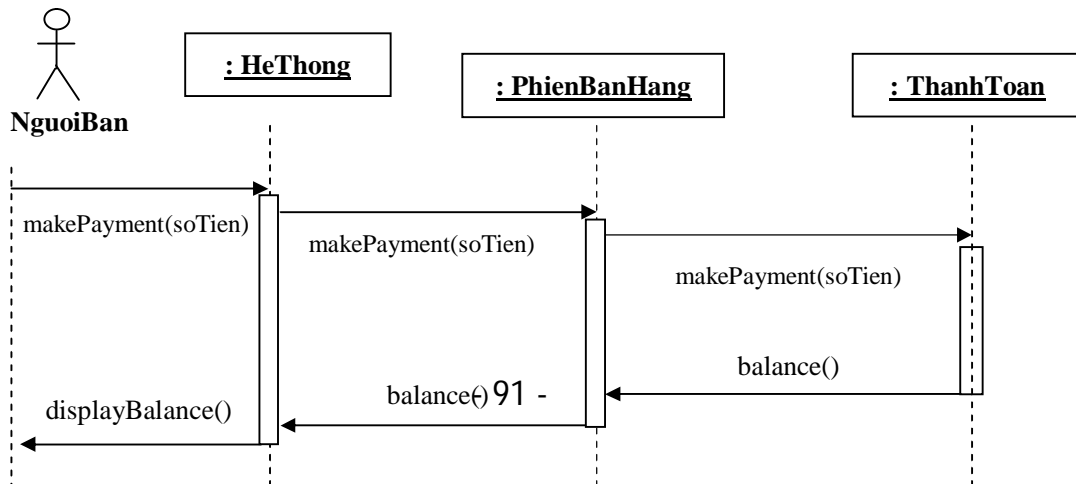 : HeThong
: PhienBanHang
: ThanhToan
NguoiBan
makePayment(soTien)
makePayment(soTien)
makePayment(soTien)
balance()
balance()
- 91 -
displayBalance()